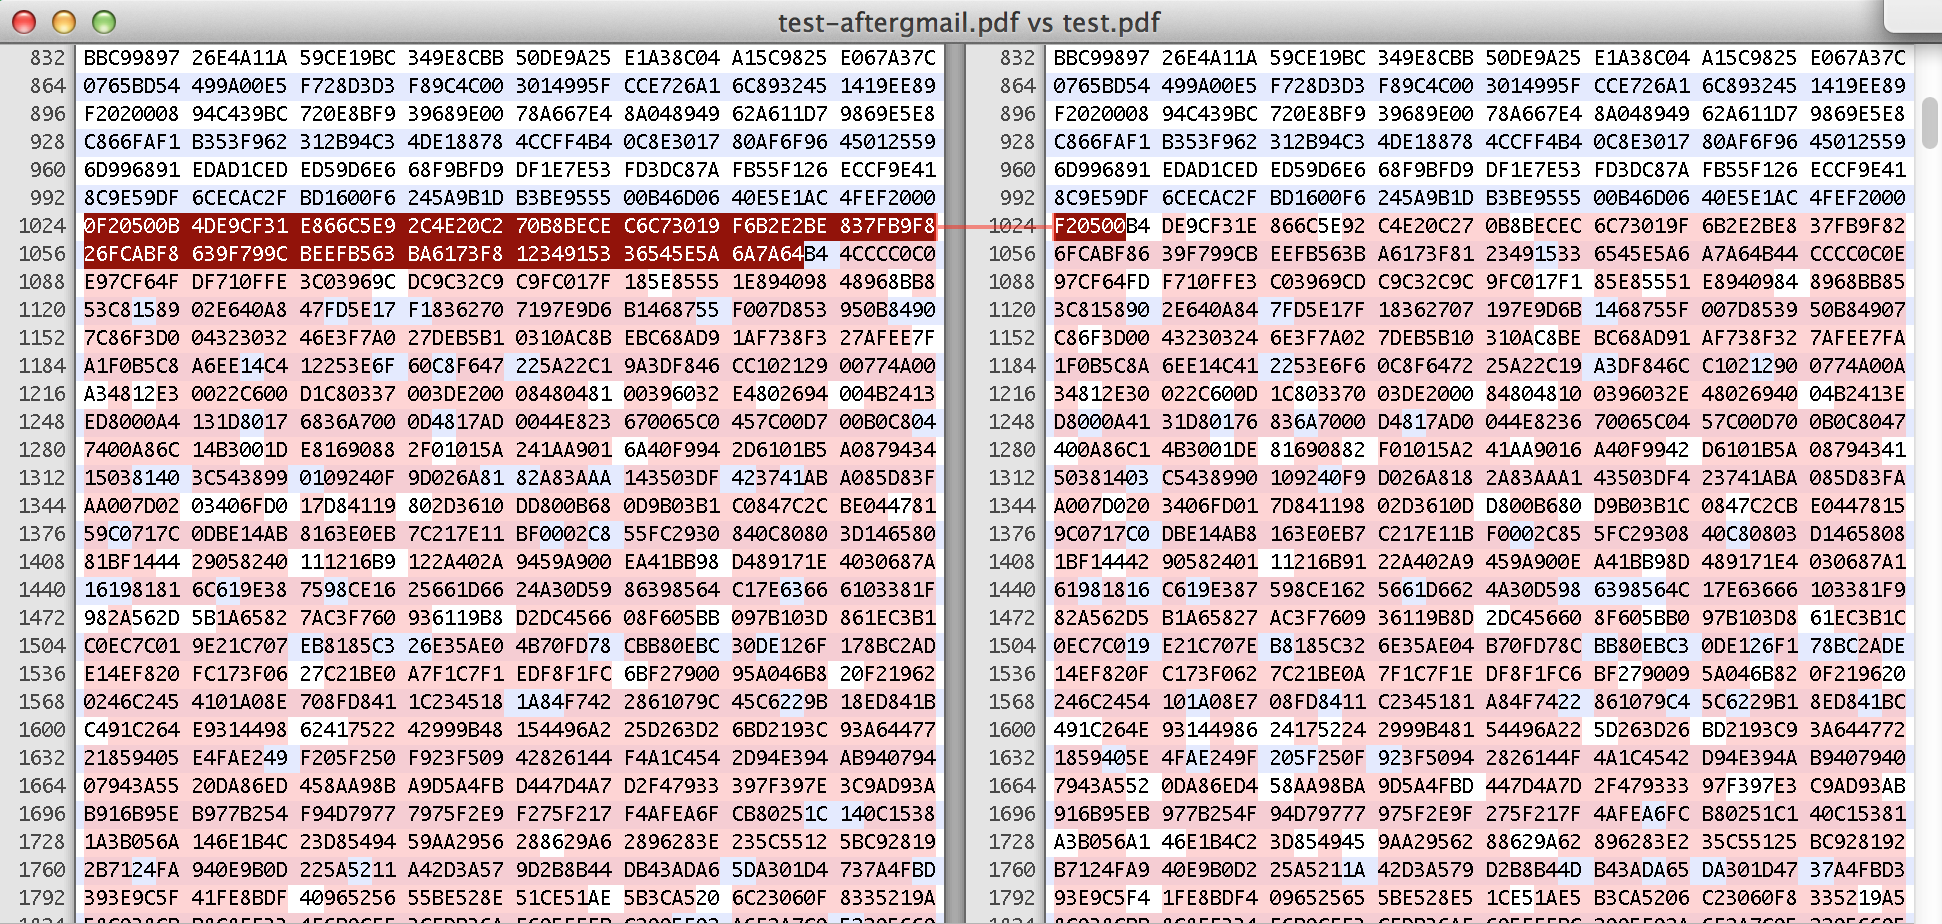 test-aftergmail.pdf vs test.pdf
832 BBC99897 26E4A11A 59CE19BC 349E8CBB 50DE9A25 E1A38C04 A15C9825 E067A37C 832 BBC99897 26E4A11A 59CE19BC 349E8CBB 50DE9A25 E1A38C04 A15C9825 E067A37C
864 0765BD54 499A00E5 F728D3D3 F89C4C00 3014995F CCE726A1 6C893245 1419EE89 864 0765BD54 499A00E5 F728D3D3 F89C4C00 3014995F CCE726A1 6C893245 1419EE89
896 F2020008 94C439BC 720E8BF9 39689E00 78A667E4 8A048949 62A611D7 9869E5E8 896 F2020008 94C439BC 720E8BF9 39689E00 78A667E4 8A048949 62A611D7 9869E5E8
928 C866FAF1 B353F962 312B94C3 4DE18878 4CCFF4B4 0C8E3017 80AF6F96 45012559 928 C866FAF1 B353F962 312B94C3 4DE18878 4CCFF4B4 0C8E3017 80AF6F96 45012559
960 6D996891 EDAD1CED ED59D6E6 68F9BFD9 DF1E7E53 FD3DC87A FB55F126 ECCF9E41 960 6D996891 EDAD1CED ED59D6E6 68F9BFD9 DF1E7E53 FD3DC87A FB55F126 ECCF9E41
992 8C9E59DF 6CECAC2F BD1600F6 245A9B1D B3BE9555 00B46D06 40E5E1AC 4FEF2000 992 8C9E59DF 6CECAC2F BD1600F6 245A9B1D B3BE9555 00B46D06 40E5E1AC 4FEF2000
1024 0F20500B 4DE9CF31 E866C5E9 2C4E20C2 70B8BECE C6C73019 F6B2E2BE 837FB9F8 1024 F20500B4 DE9CF31E 866C5E92 C4E20C27 0B8BECEC 6C73019F 6B2E2BE8 37FB9F82
1056 26FCABF8 639F799C BEEFB563 BA6173F8 12349153 36545E5A 6A7A64B4 4CCCC0C0 1056 6FCABF86 39F799CB EEFB563B A6173F81 23491533 6545E5A6 A7A64B44 CCCC0C0E
1088 E97CF64F DF710FFE 3C03969C DC9C32C9 C9FC017F 185E8555 1E894098 48968BB8 1088 97CF64FD F710FFE3 C03969CD C9C32C9C 9FC017F1 85E85551 E8940984 8968BB85
1120 53C81589 02E640A8 47FD5E17 F1836270 7197E9D6 B1468755 F007D853 950B8490 1120 3C815890 2E640A84 7FD5E17F 18362707 197E9D6B 1468755F 007D8539 50B84907
1152 7C86F3D0 04323032 46E3F7A0 27DEB5B1 0310AC8B EBC68AD9 1AF738F3 27AFEE7F 1152 C86F3D00 43230324 6E3F7A02 7DEB5B10 310AC8BE BC68AD91 AF738F32 7AFEE7FA
1184 A1F0B5C8 A6EE14C4 12253E6F 60C8F647 225A22C1 9A3DF846 CC102129 00774A00 1184 1F0B5C8A 6EE14C41 2253E6F6 0C8F6472 25A22C19 A3DF846C C1021290 0774A00A
1216 A34812E3 0022C600 D1C80337 003DE200 08480481 00396032 E4802694 004B2413 1216 34812E30 022C600D 1C803370 03DE2000 84804810 0396032E 48026940 04B2413E
1248 ED8000A4 131D8017 6836A700 0D4817AD 0044E823 670065C0 457C00D7 00B0C804 1248 D8000A41 31D80176 836A7000 D4817AD0 044E8236 70065C04 57C00D70 0B0C8047
1280 7400A86C 14B3001D E8169088 2F01015A 241AA901 6A40F994 2D6101B5 A0879434 1280 400A86C1 4B3001DE 81690882 F01015A2 41AA9016 A40F9942 D6101B5A 08794341
1312 15038140 3C543899 0109240F 9D026A81 82A83AAA 143503DF 423741AB A085D83F 1312 50381403 C5438990 109240F9 D026A818 2A83AAA1 43503DF4 23741ABA 085D83FA
1344 AA007D02 03406FD0 17D84119 802D3610 DD800B68 0D9B03B1 C0847C2C BE044781 1344 A007D020 3406FD01 7D841198 02D3610D D800B680 D9B03B1C 0847C2CB E0447815
1376 59C0717C 0DBE14AB 8163E0EB 7C217E11 BF0002C8 55FC2930 840C8080 3D146580 1376 9C0717C0 DBE14AB8 163E0EB7 C217E11B F0002C85 5FC29308 40C80803 D1465808
1408 81BF1444 29058240 111216B9 122A402A 9459A900 EA41BB98 D489171E 4030687A 1408 1BF14442 90582401 11216B91 22A402A9 459A900E A41BB98D 489171E4 030687A1
1440 16198181 6C619E38 7598CE16 25661D66 24A30D59 86398564 C17E6366 6103381F 1440 61981816 C619E387 598CE162 5661D662 4A30D598 6398564C 17E63666 103381F9
1472 982A562D 5B1A6582 7AC3F760 936119B8 D2DC4566 08F605BB 097B103D 861EC3B1 1472 82A562D5 B1A65827 AC3F7609 36119B8D 2DC45660 8F605BB0 97B103D8 61EC3B1C
1504 C0EC7C01 9E21C707 EB8185C3 26E35AE0 4B70FD78 CBB80EBC 30DE126F 178BC2AD 1504 0EC7C019 E21C707E B8185C32 6E35AE04 B70FD78C BB80EBC3 0DE126F1 78BC2ADE
1536 E14EF820 FC173F06 27C21BE0 A7F1C7F1 EDF8F1FC 6BF27900 95A046B8 20F21962 1536 14EF820F C173F062 7C21BE0A 7F1C7F1E DF8F1FC6 BF279009 5A046B82 0F219620
1568 0246C245 4101A08E 708FD841 1C234518 1A84F742 2861079C 45C6229B 18ED841B 1568 246C2454 101A08E7 08FD8411 C2345181 A84F7422 861079C4 5C6229B1 8ED841BC
1600 C491C264 E9314498 62417522 42999B48 154496A2 25D263D2 6BD2193C 93A64477 1600 491C264E 93144986 24175224 2999B481 54496A22 5D263D26 BD2193C9 3A644772
1632 21859405 E4FAE249 F205F250 F923F509 42826144 F4A1C454 2D94E394 AB940794 1632 1859405E 4FAE249F 205F250F 923F5094 2826144F 4A1C4542 D94E394A B9407940
1664 07943A55 20DA86ED 458AA98B A9D5A4FB D447D4A7 D2F47933 397F397E 3C9AD93A 1664 7943A552 0DA86ED4 58AA98BA 9D5A4FBD 447D4A7D 2F479333 97F397E3 C9AD93AB
1696 B916B95E B977B254 F94D7977 7975F2E9 F275F217 F4AFEA6F CB80251C 140C1538 1696 916B95EB 977B254F 94D79777 975F2E9F 275F217F 4AFEA6FC B80251C1 40C15381
1728 1A3B056A 146E1B4C 23D85494 59AA2956 288629A6 2896283E 235C5512 5BC92819 1728 A3B056A1 46E1B4C2 3D854945 9AA29562 88629A62 896283E2 35C55125 BC928192
1760 2B7124FA 940E9B0D 225A5211 A42D3A57 9D2B8B44 DB43ADA6 5DA301D4 737A4FBD 1760 B7124FA9 40E9B0D2 25A5211A 42D3A579 D2B8B44D B43ADA65 DA301D47 37A4FBD3
1792 393E9C5F 41FE8BDF 40965256 55BE528E 51CE51AE 5B3CA520 6C23060F 8335219A 1792 93E9C5F4 1FE8BDF4 09652565 5BE528E5 1CE51AE5 B3CA5206 C23060F8 335219A5